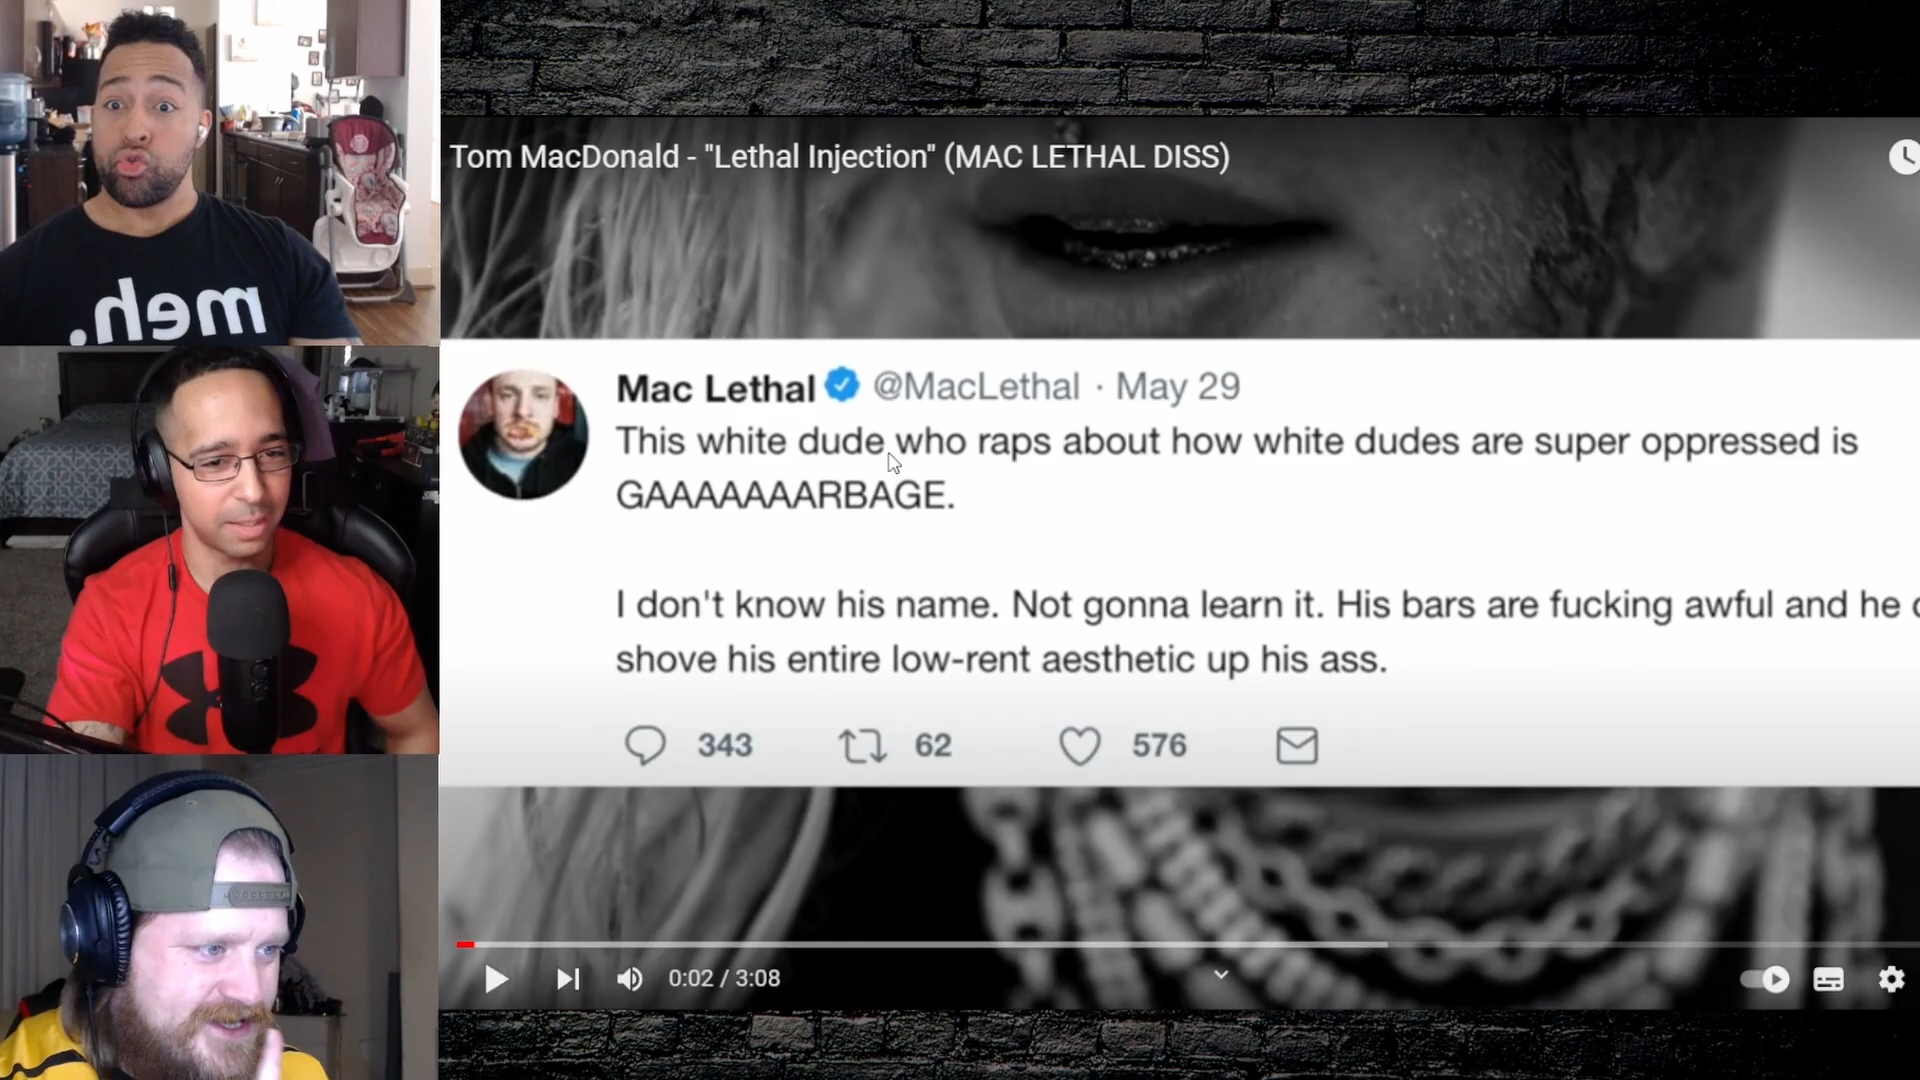 Tom MacDonald - "Lethal Injection" (MAC LETHAL DISS)
meh.
Mac Lethal @MacLethal · May 29
This white dude who raps about how white dudes are super oppressed is
GAAAAAAARBAGE.
I don't know his name. Not gonna learn it. His bars are fucking awful and he
shove his entire low-rent aesthetic up his ass.
343 62 576
0:02 / 3:08